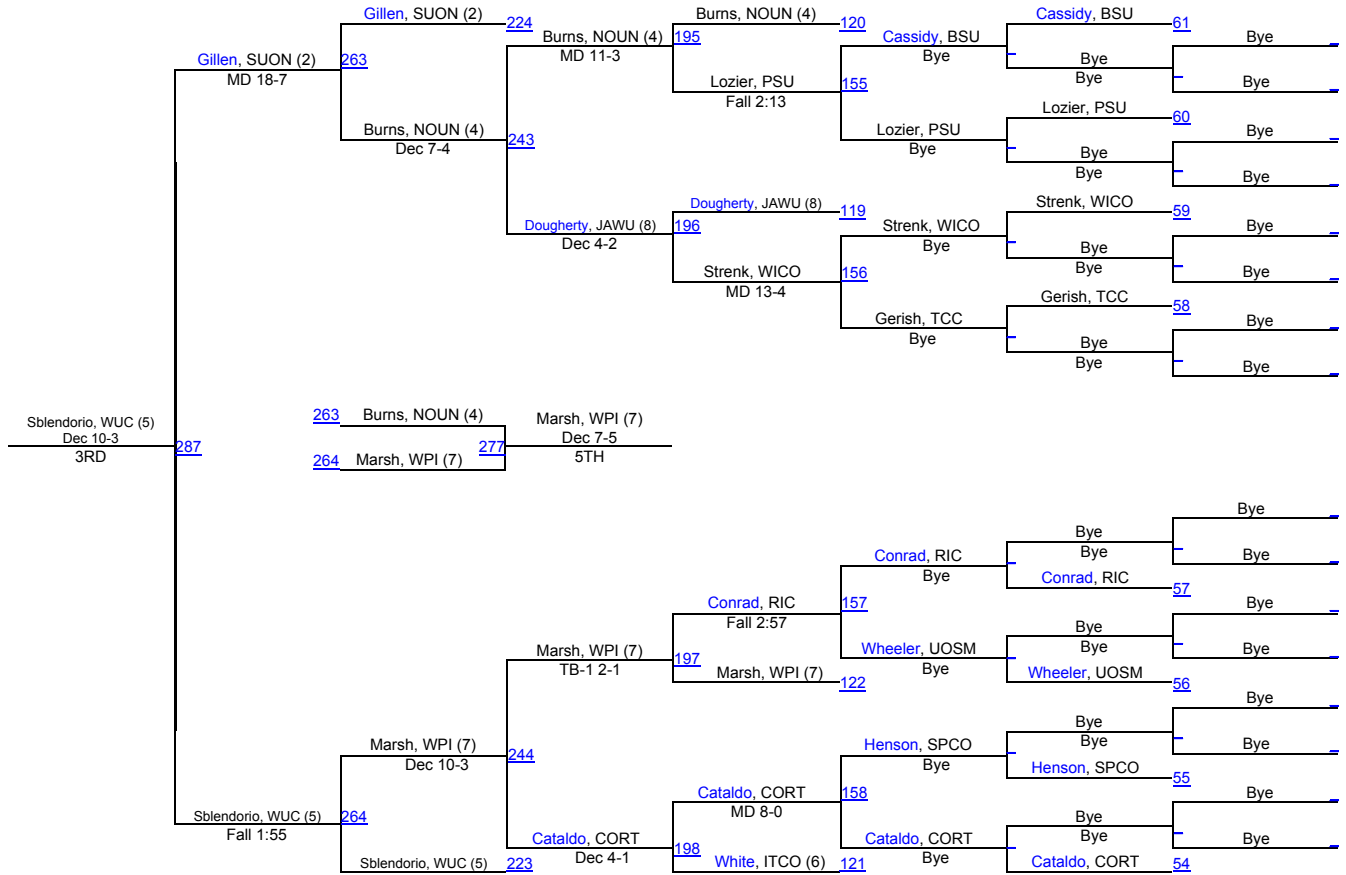 Gillen, SUON (2)
224
Burns, NOUN (4)
120
Cassidy, BSU
61
Burns, NOUN (4)
MD 11-3
195
Cassidy, BSU
Bye
Bye
Gillen, SUON (2)
MD 18-7
263
Bye
Bye
Lozier, PSU
Fall 2:13
155
Bye
Lozier, PSU
60
Burns, NOUN (4)
Dec 7-4
243
Lozier, PSU
Bye
Bye
Bye
Bye
Bye
Dougherty, JAWU (8)
119
Strenk, WICO
59
Dougherty, JAWU (8)
Dec 4-2
196
Strenk, WICO
Bye
Bye
Bye
Bye
Strenk, WICO
MD 13-4
156
Bye
Gerish, TCC
58
Gerish, TCC
Bye
Bye
Bye
Bye
Bye
Sblendorio, WUC (5)
Dec 10-3
3RD
287
263
Burns, NOUN (4)
264
Marsh, WPI (7)
277
Marsh, WPI (7)
Dec 7-5
5TH
Bye
Bye
Bye
Conrad, RIC
Bye
Bye
Conrad, RIC
57
Conrad, RIC
Fall 2:57
157
Bye
Marsh, WPI (7)
TB-1 2-1
197
Bye
Bye
Wheeler, UOSM
Bye
Bye
Marsh, WPI (7)
122
Wheeler, UOSM
56
Bye
Bye
Bye
Marsh, WPI (7)
Dec 10-3
244
Henson, SPCO
Bye
Bye
Henson, SPCO
55
Cataldo, CORT
MD 8-0
158
Bye
Sblendorio, WUC (5)
Fall 1:55
264
Bye
Bye
Cataldo, CORT
Dec 4-1
198
Cataldo, CORT
Bye
Bye
Sblendorio, WUC (5)
223
White, ITCO (6)
121
Cataldo, CORT
54